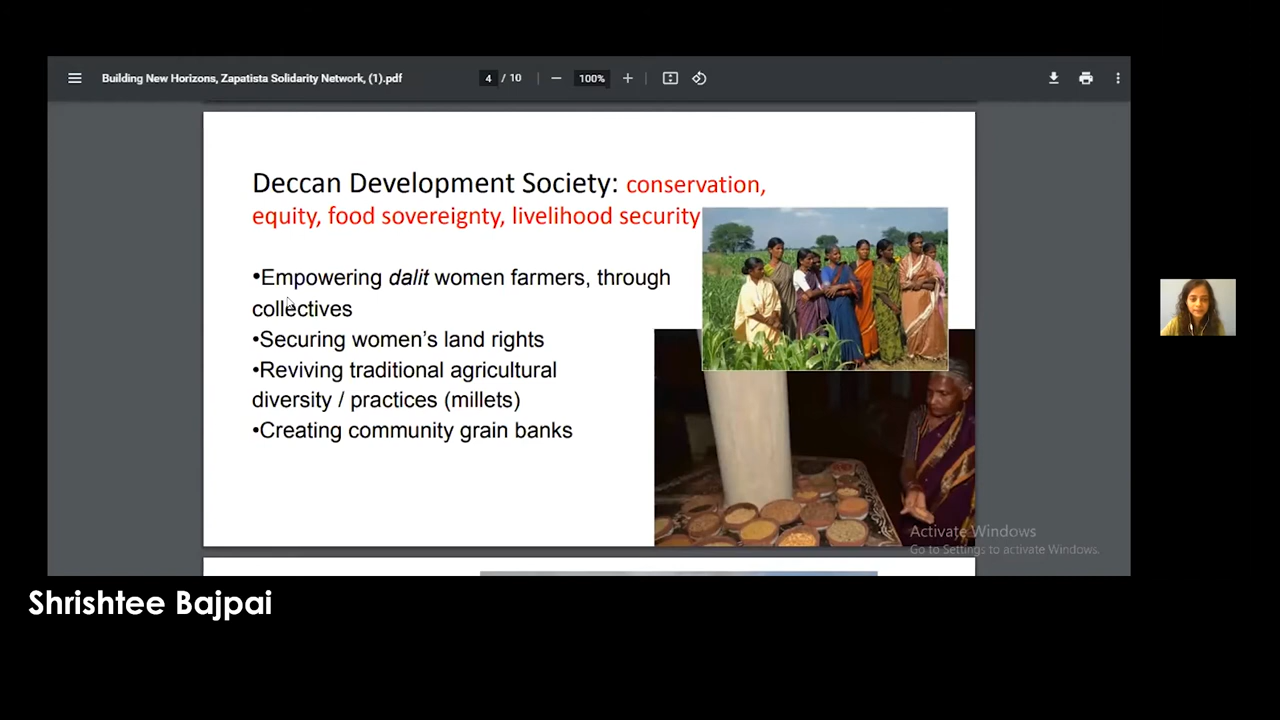 Building New Horizons, Zapatista Solidarity Network, (1).pdf
4 / 10
100%
Deccan Development Society: conservation,
equity, food sovereignty, livelihood security
•Empowering dalit women farmers, through
collectives
•Securing women’s land rights
•Reviving traditional agricultural
diversity / practices (millets)
•Creating community grain banks
Activate Windows
Go to Settings to activate Windows.
Shrishtee Bajpai